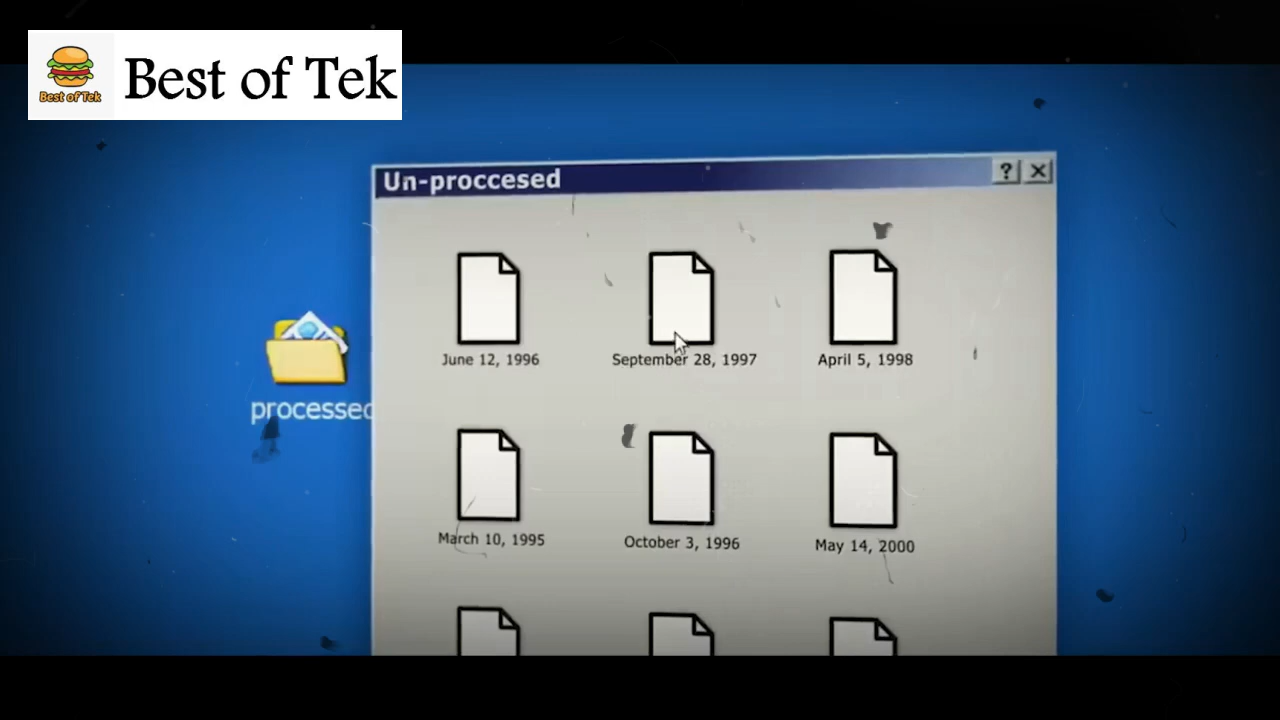 Best of Tek
Best of Tek
Un-proccesed
?
June 12, 1996
September 28, 1997
April 5, 1998
processed
March 10, 1995
October 3, 1996
May 14, 2000